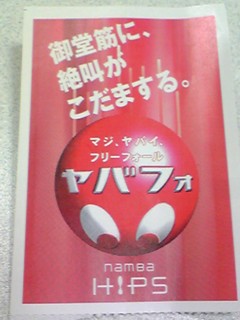 御堂筋に、
絶叫が
こだまする。
マジ、ヤバイ、
フリーフォール
ヤバフォ
namBa
H!PS